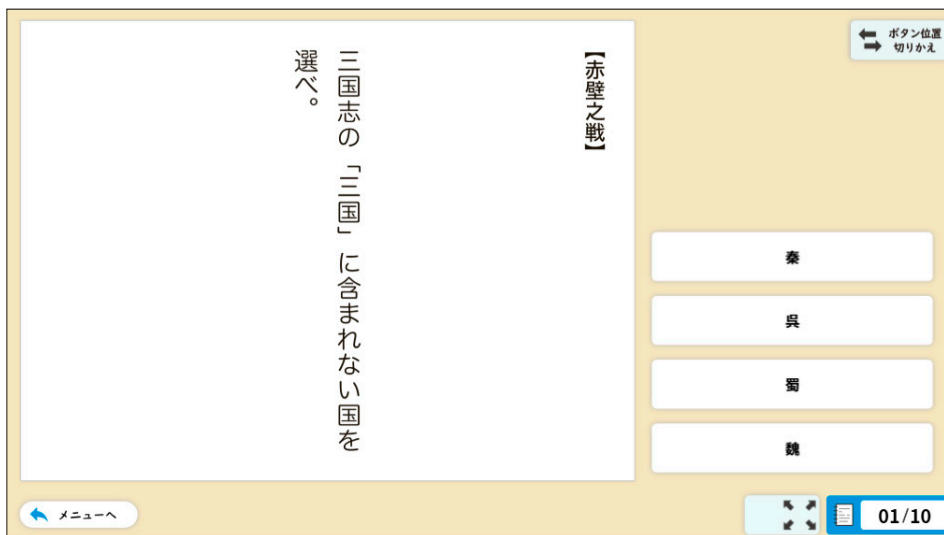 【赤壁之戦】
三国志の「三国」に含まれない国を
選べ。
ボタン位置
切りかえ
秦
呉
蜀
魏
メニューへ
01/10